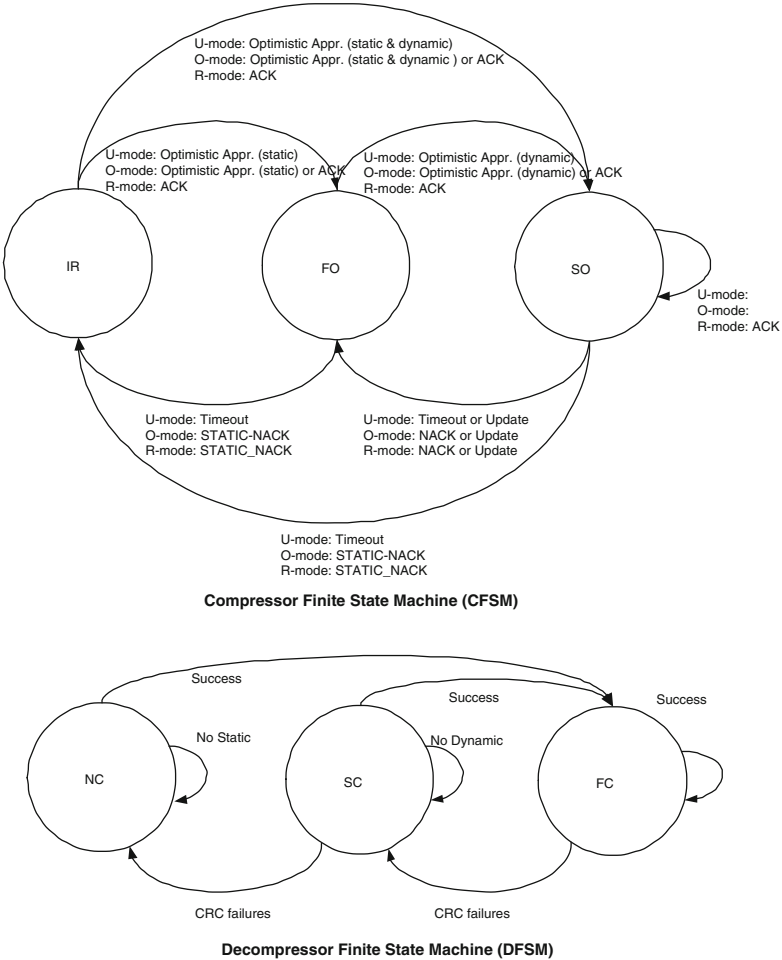 U-mode: Optimistic Appr. (static & dynamic)
O-mode: Optimistic Appr. (static & dynamic ) or ACK
R-mode: ACK
U-mode: Optimistic Appr. (static)
O-mode: Optimistic Appr. (static) or ACK
R-mode: ACK
U-mode: Optimistic Appr. (dynamic)
O-mode: Optimistic Appr. (dynamic) or ACK
R-mode: ACK
IR
FO
SO
U-mode:
O-mode:
R-mode: ACK
U-mode: Timeout
O-mode: STATIC-NACK
R-mode: STATIC_NACK
U-mode: Timeout or Update
O-mode: NACK or Update
R-mode: NACK or Update
U-mode: Timeout
O-mode: STATIC-NACK
R-mode: STATIC_NACK
Compressor Finite State Machine (CFSM)
Success
Success
Success
No Static
No Dynamic
NC
SC
FC
CRC failures
CRC failures
Decompressor Finite State Machine (DFSM)